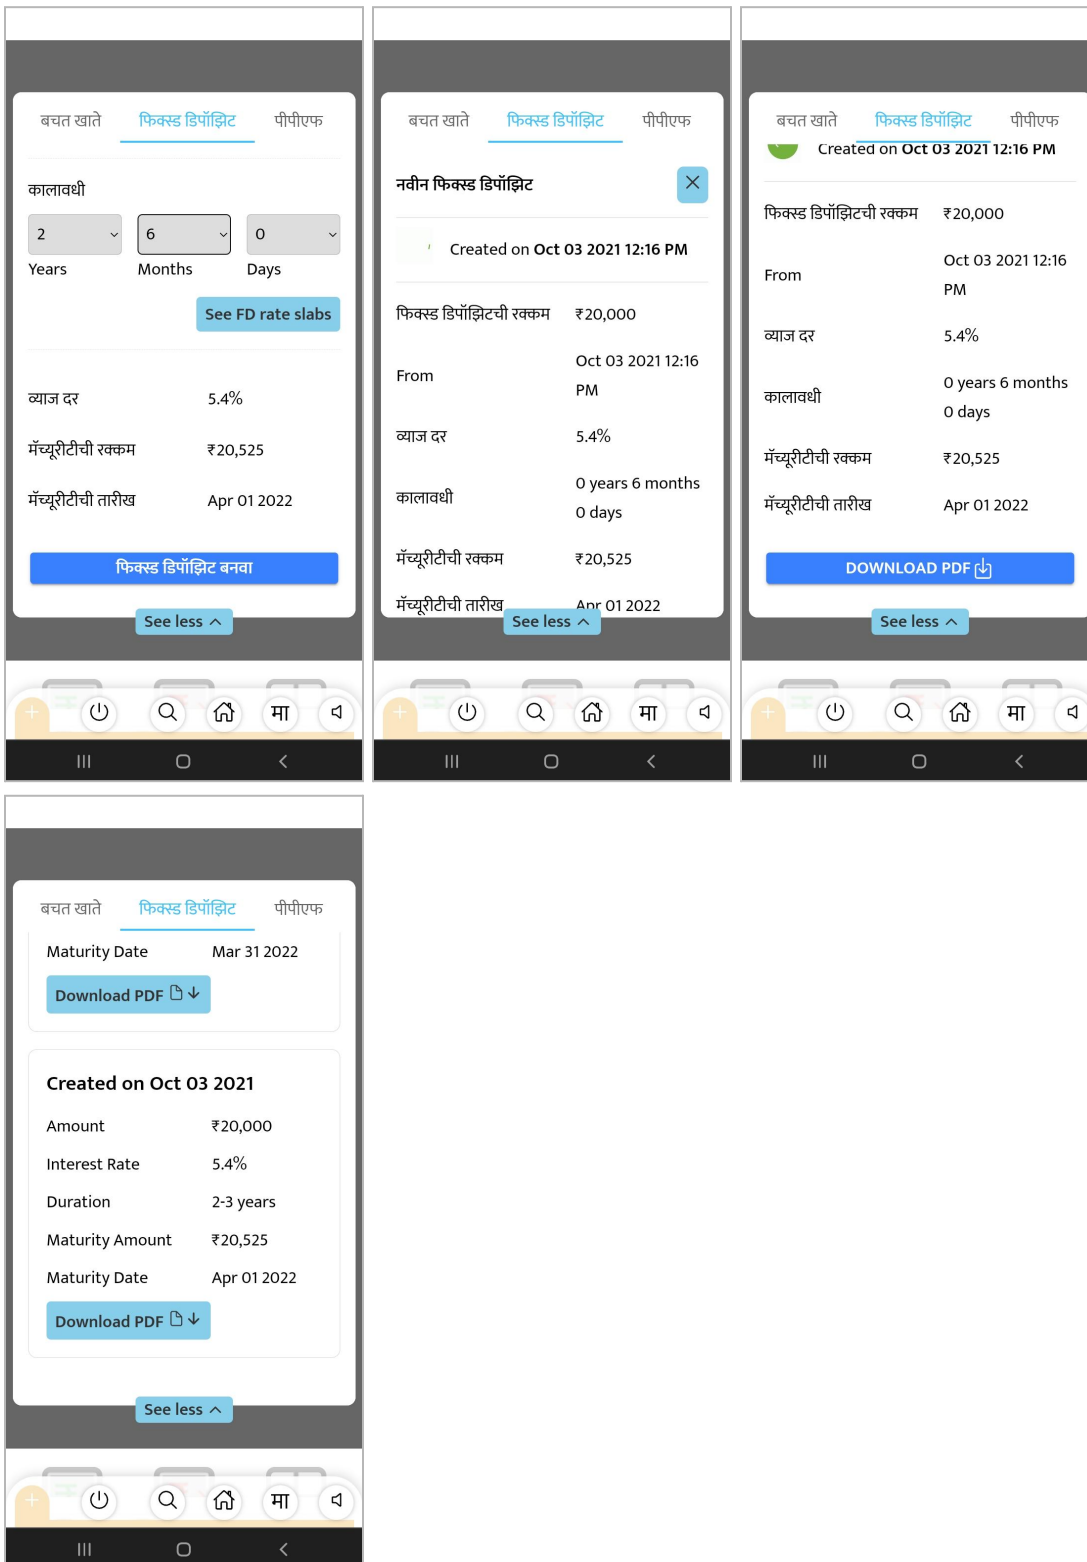 बचत खाते फिक्स्ड डिपॉझिट पीपीएफ
कालावधी
2 6 0
Years Months Days
See FD rate slabs
व्याज दर 5.4%
मॅच्यूरीटीची रक्कम ₹20,525
मॅच्यूरीटीची तारीख Apr 01 2022
फिक्स्ड डिपॉझिट बनवा
See less
मा
बचत खाते फिक्स्ड डिपॉझिट पीपीएफ
नवीन फिक्स्ड डिपॉझिट
Created on Oct 03 2021 12:16 PM
फिक्स्ड डिपॉझिटची रक्कम ₹20,000
From Oct 03 2021 12:16
PM
व्याज दर 5.4%
कालावधी 0 years 6 months
0 days
मॅच्यूरीटीची रक्कम ₹20,525
मॅच्यूरीटीची तारीख Apr 01 2022
See less
मा
बचत खाते फिक्स्ड डिपॉझिट पीपीएफ
Created on Oct 03 2021 12:16 PM
फिक्स्ड डिपॉझिटची रक्कम ₹20,000
From Oct 03 2021 12:16
PM
व्याज दर 5.4%
कालावधी 0 years 6 months
0 days
मॅच्यूरीटीची रक्कम ₹20,525
मॅच्यूरीटीची तारीख Apr 01 2022
DOWNLOAD PDF
See less
मा
बचत खाते फिक्स्ड डिपॉझिट पीपीएफ
Maturity Date Mar 31 2022
Download PDF
Created on Oct 03 2021
Amount ₹20,000
Interest Rate 5.4%
Duration 2-3 years
Maturity Amount ₹20,525
Maturity Date Apr 01 2022
Download PDF
See less
मा